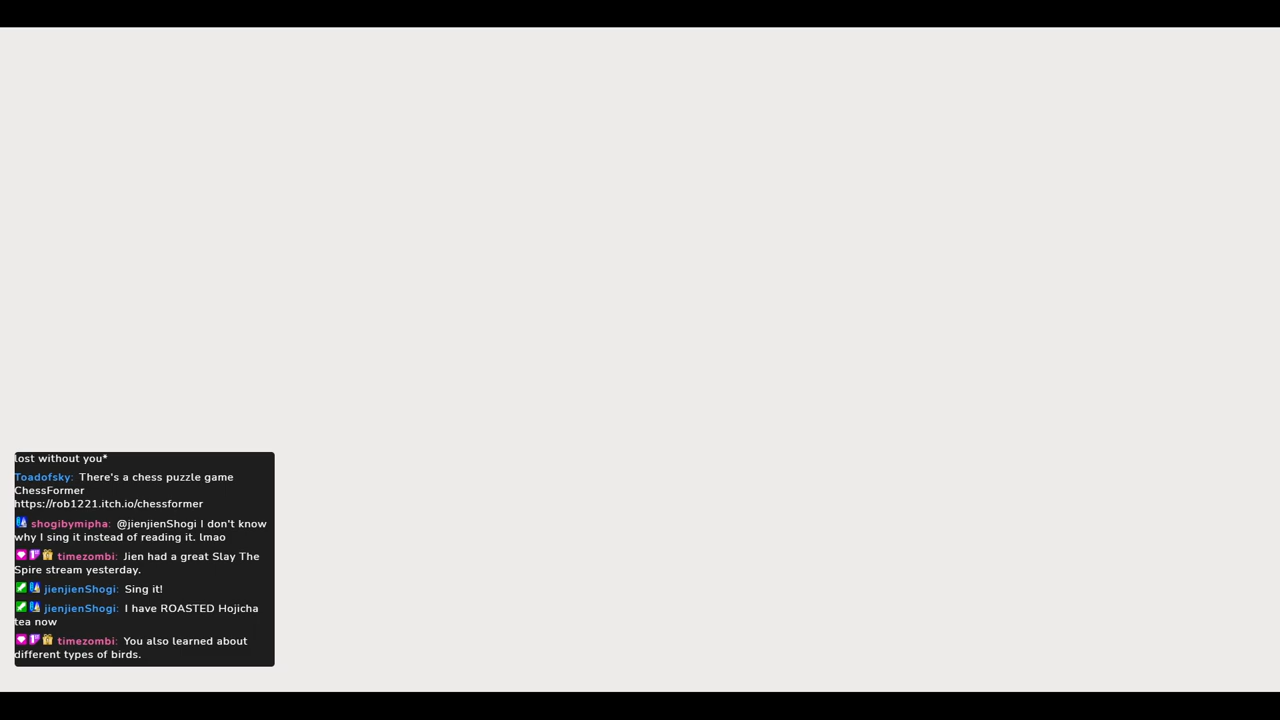 lost without you*
Toadofsky: There's a chess puzzle game
ChessFormer
https://rob1221.itch.io/chessformer
shogibymipha: @jienjienShogi I don't know
why I sing it instead of reading it. lmao
timezombi: Jien had a great Slay The
Spire stream yesterday.
jienjienShogi: Sing it!
jienjienShogi: I have ROASTED Hojicha
tea now
timezombi: You also learned about
different types of birds.